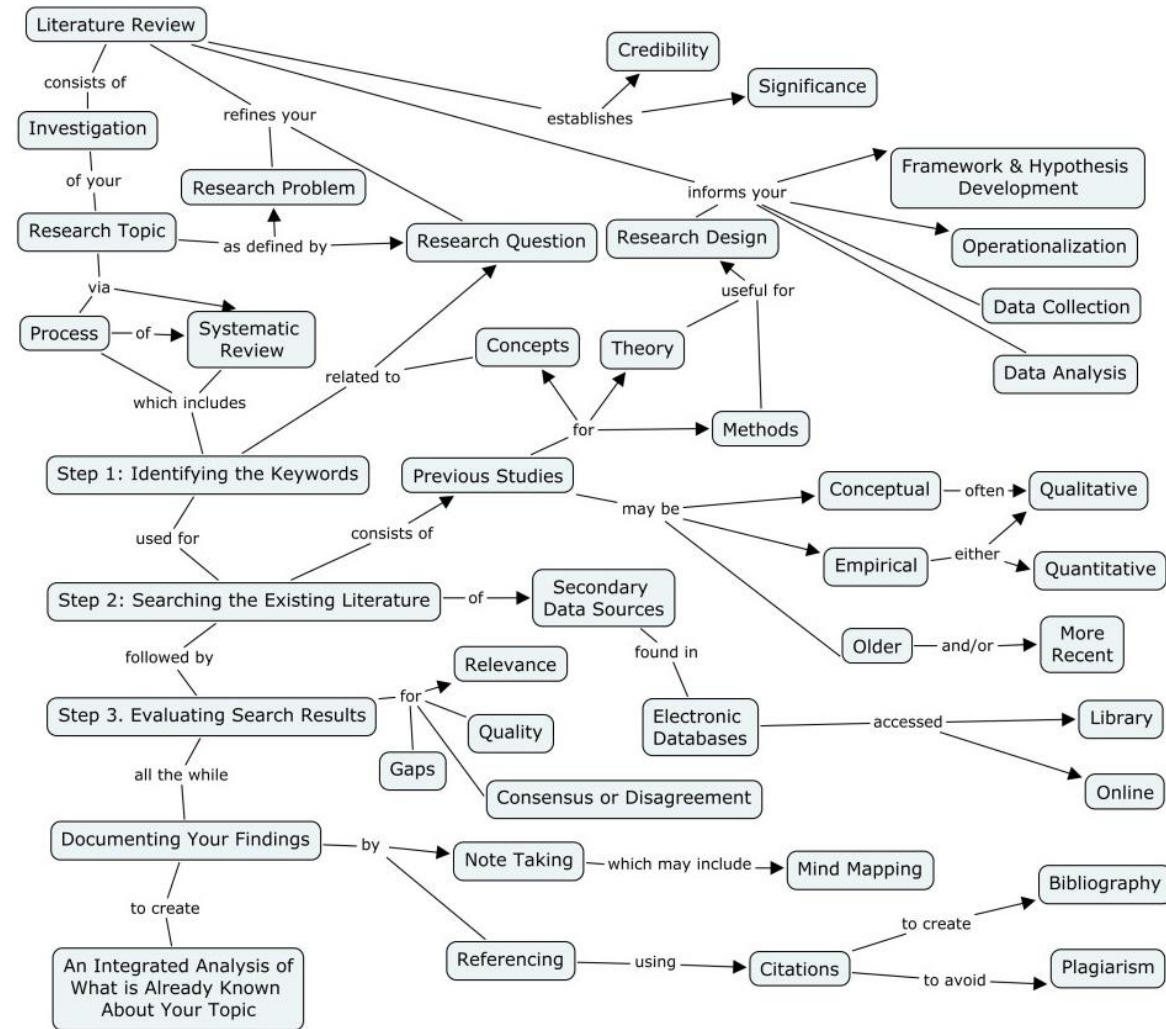 Literature Review
consists of
Investigation
of your
Research Topic
via
Process
of
Systematic
Review
which includes
refines your
Research Problem
as defined by
Research Question
establishes
Credibility
Significance
informs your
Research Design
Framework & Hypothesis
Development
Operationalization
Data Collection
Data Analysis
useful for
Concepts
Theory
Methods
related to
for
Step 1: Identifying the Keywords
used for
Previous Studies
consists of
may be
Conceptual
often
Qualitative
Empirical
either
Quantitative
Older
and/or
More
Recent
Step 2: Searching the Existing Literature
of
Secondary
Data Sources
found in
Electronic
Databases
accessed
Library
Online
followed by
Step 3. Evaluating Search Results
for
Relevance
Quality
Gaps
Consensus or Disagreement
all the while
Documenting Your Findings
by
Note Taking
which may include
Mind Mapping
Referencing
using
Citations
to create
Bibliography
to avoid
Plagiarism
to create
An Integrated Analysis of
What is Already Known
About Your Topic